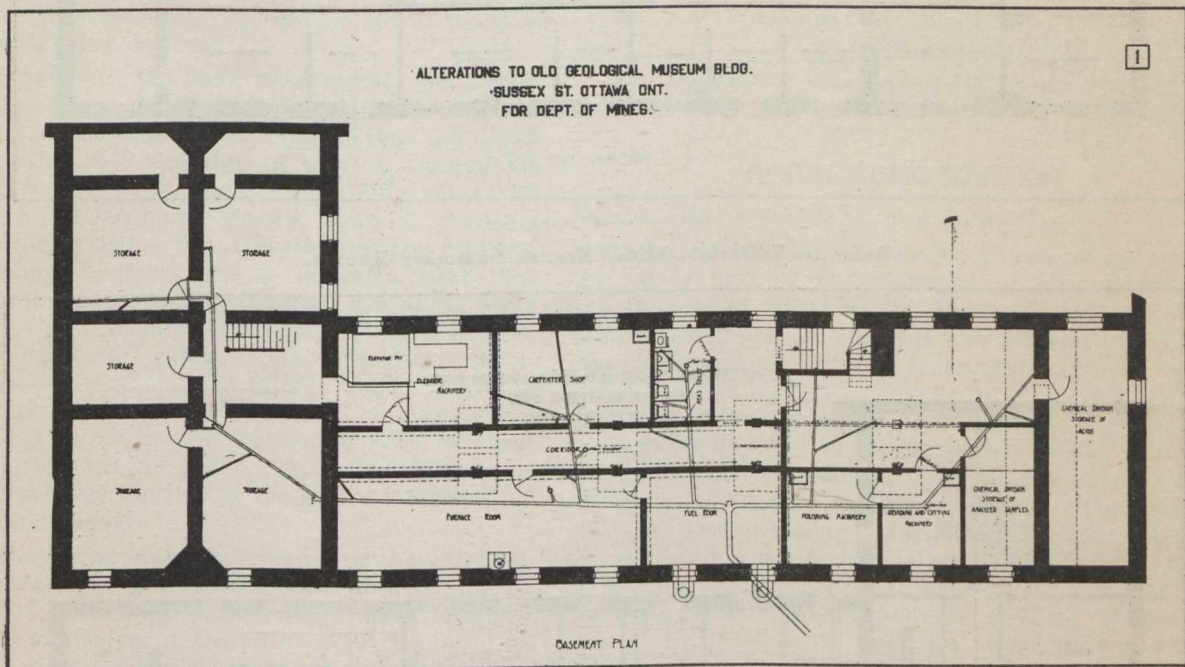 1
ALTERATIONS TO OLD GEOLOGICAL MUSEUM BLDG.
SUSSEX ST. OTTAWA ONT.
FOR DEPT. OF MINES.
STORAGE
STORAGE
STORAGE
ELEVATOR PIT
ELEVATOR
MACHINERY
CARPENTERS SHOP
MEN'S
CHEMICAL DIVISION
STORAGE OF
ACIDS
CORRIDOR
STORAGE
STORAGE
FURNACE ROOM
FUEL ROOM
POLISHING MACHINERY
GRINDING AND CUTTING
MACHINERY
CHEMICAL DIVISION
STORAGE OF
ANALYZED SAMPLES
BASEMENT PLAN